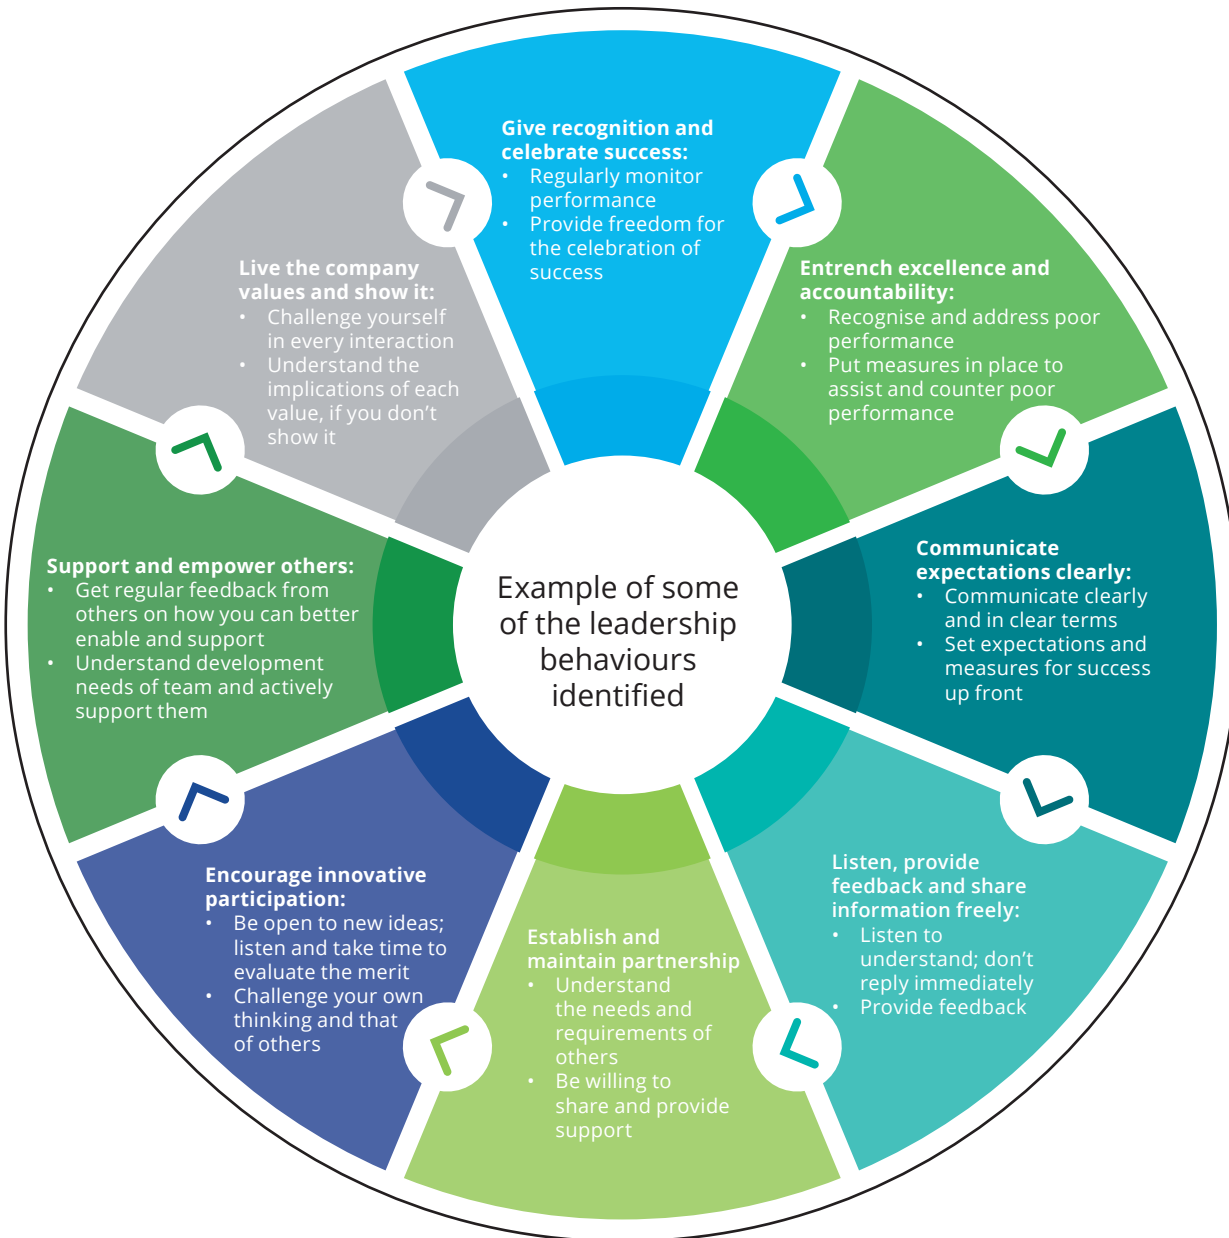 Give recognition and
celebrate success:
• Regularly monitor
performance
• Provide freedom for
the celebration of
success
Entrench excellence and
accountability:
• Recognise and address poor
performance
• Put measures in place to
assist and counter poor
performance
Communicate
expectations clearly:
• Communicate clearly
and in clear terms
• Set expectations and
measures for success
up front
Listen, provide
feedback and share
information freely:
• Listen to
understand; don’t
reply immediately
• Provide feedback
Establish and
maintain partnership
• Understand
the needs and
requirements of
others
• Be willing to
share and provide
support
Encourage innovative
participation:
• Be open to new ideas;
listen and take time to
evaluate the merit
• Challenge your own
thinking and that
of others
Support and empower others:
• Get regular feedback from
others on how you can better
enable and support
• Understand development
needs of team and actively
support them
Live the company
values and show it:
• Challenge yourself
in every interaction
• Understand the
implications of each
value, if you don’t
show it
Example of some
of the leadership
behaviours
identified